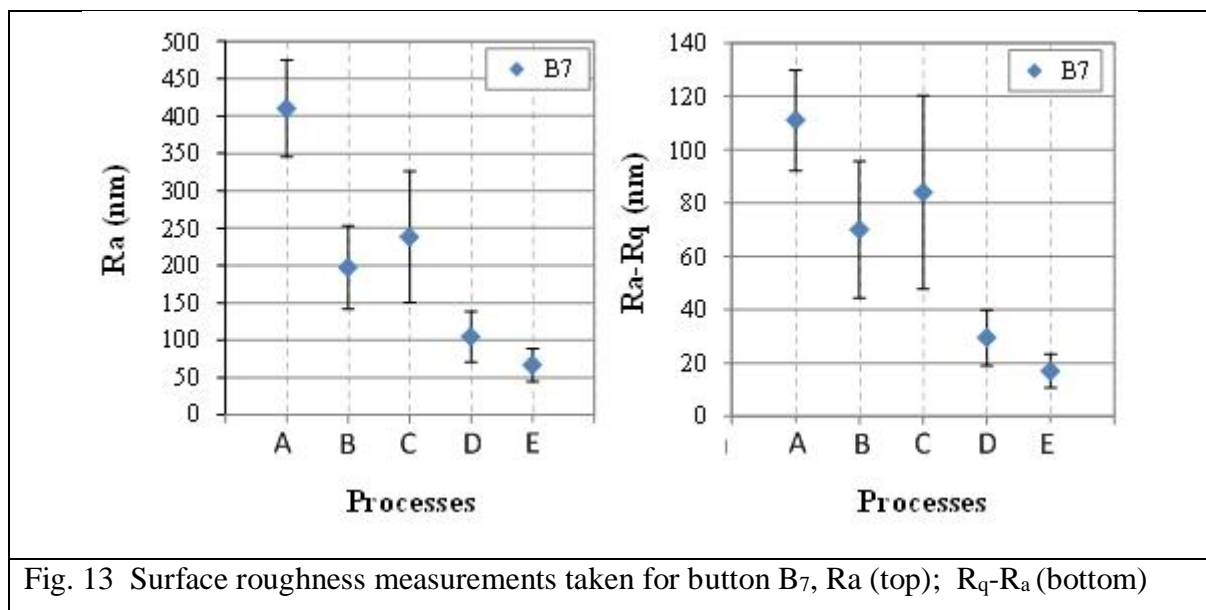 500
450
400
350
300
250
200
150
100
50
0
Ra (nm)
B7
A B C D E
Processes
140
120
100
80
60
40
20
0
Ra-Rq (nm)
B7
A B C D E
Processes
Fig. 13 Surface roughness measurements taken for button B₇, Ra (top); R_q-R_a (bottom)